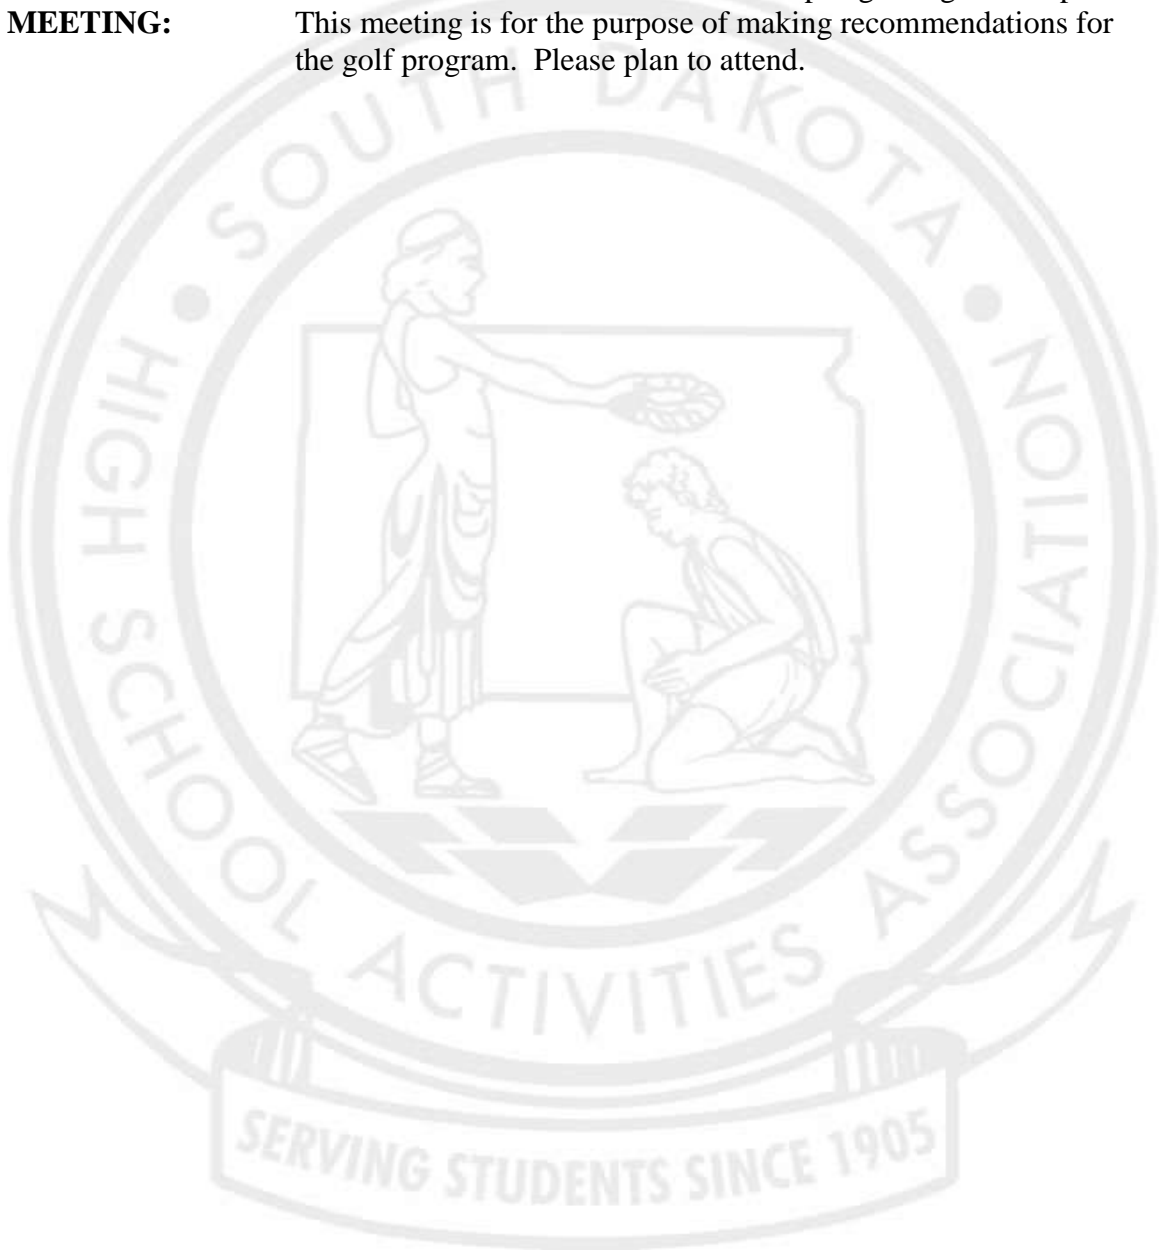 MEETING: This meeting is for the purpose of making recommendations for
the golf program. Please plan to attend.
SOUTH DAKOTA • HIGH SCHOOL ACTIVITIES ASSOCIATION •
SERVING STUDENTS SINCE 1905